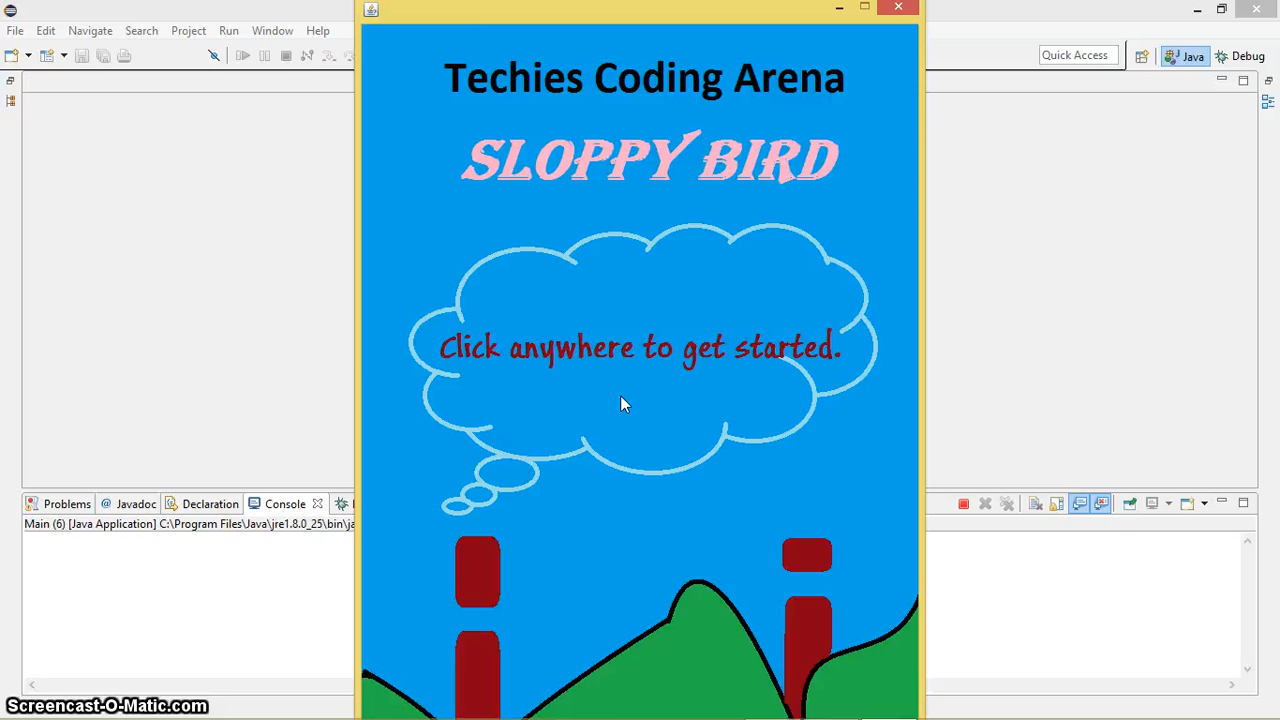 File Edit Navigate Search Project Run Window Help
Quick Access
Java
Debug
Techies Coding Arena
SLOPPY BIRD
Click anywhere to get started.
Problems
Javadoc
Declaration
Console
Main (6) [Java Application] C:\Program Files\Java\jre1.8.0_25\bin\ja
Screencast-O-Matic.com